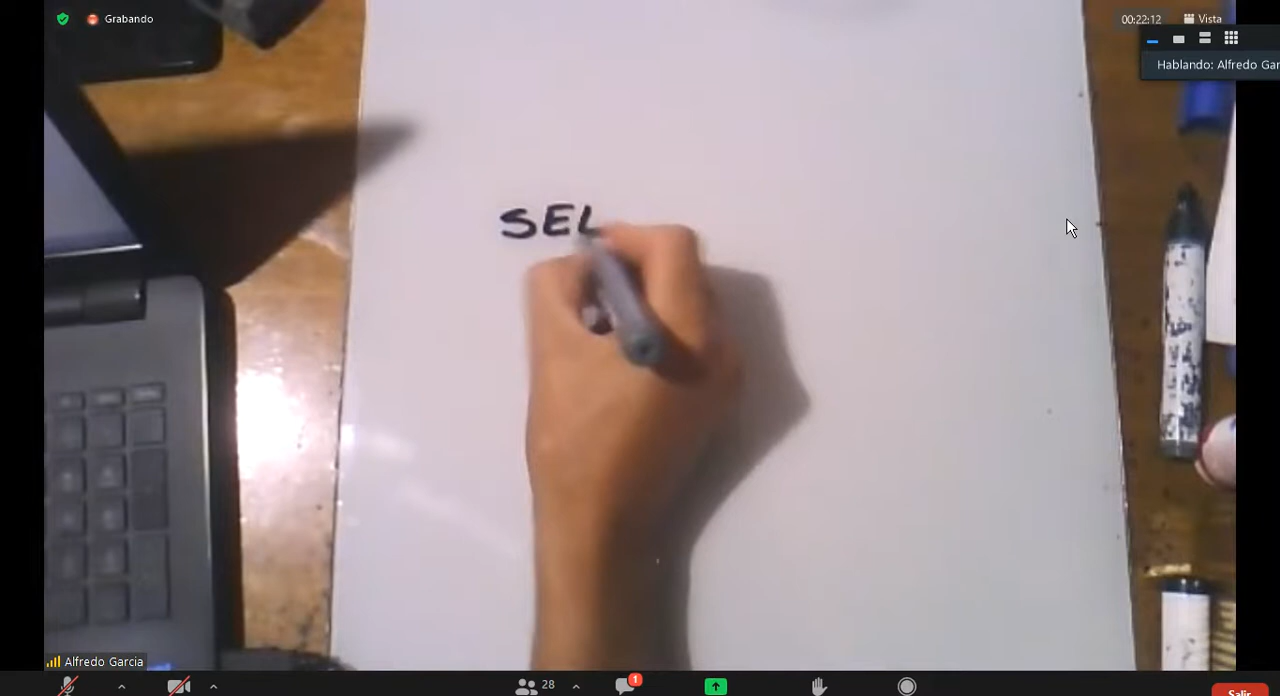 Grabando
00:22:12
Vista
Hablando: Alfredo Gar
SEL
Alfredo Garcia
28
1
Salir